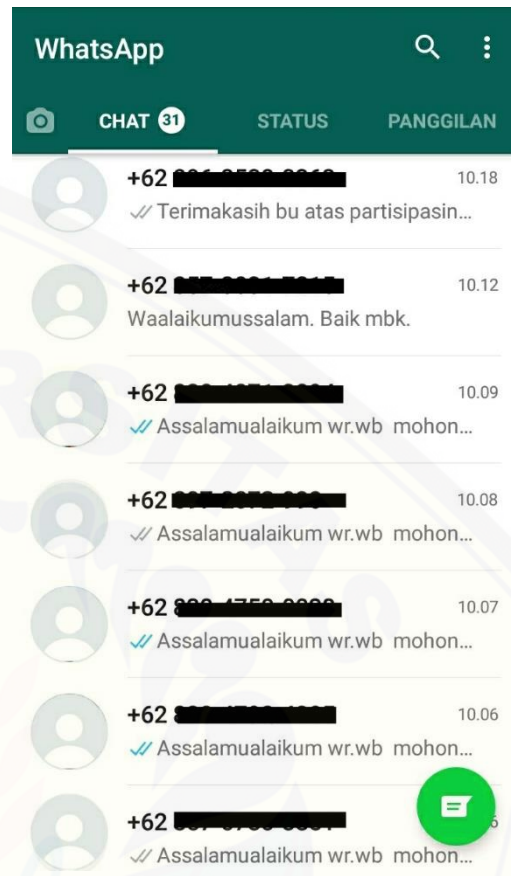 WhatsApp
CHAT 31 STATUS PANGGILAN
+62 10.18
Terimakasih bu atas partisipasin...
+62 10.12
Waalaikumussalam. Baik mbk.
+62 10.09
Assalamualaikum wr.wb mohon...
+62 10.08
Assalamualaikum wr.wb mohon...
+62 10.07
Assalamualaikum wr.wb mohon...
+62 10.06
Assalamualaikum wr.wb mohon...
+62
Assalamualaikum wr.wb mohon...